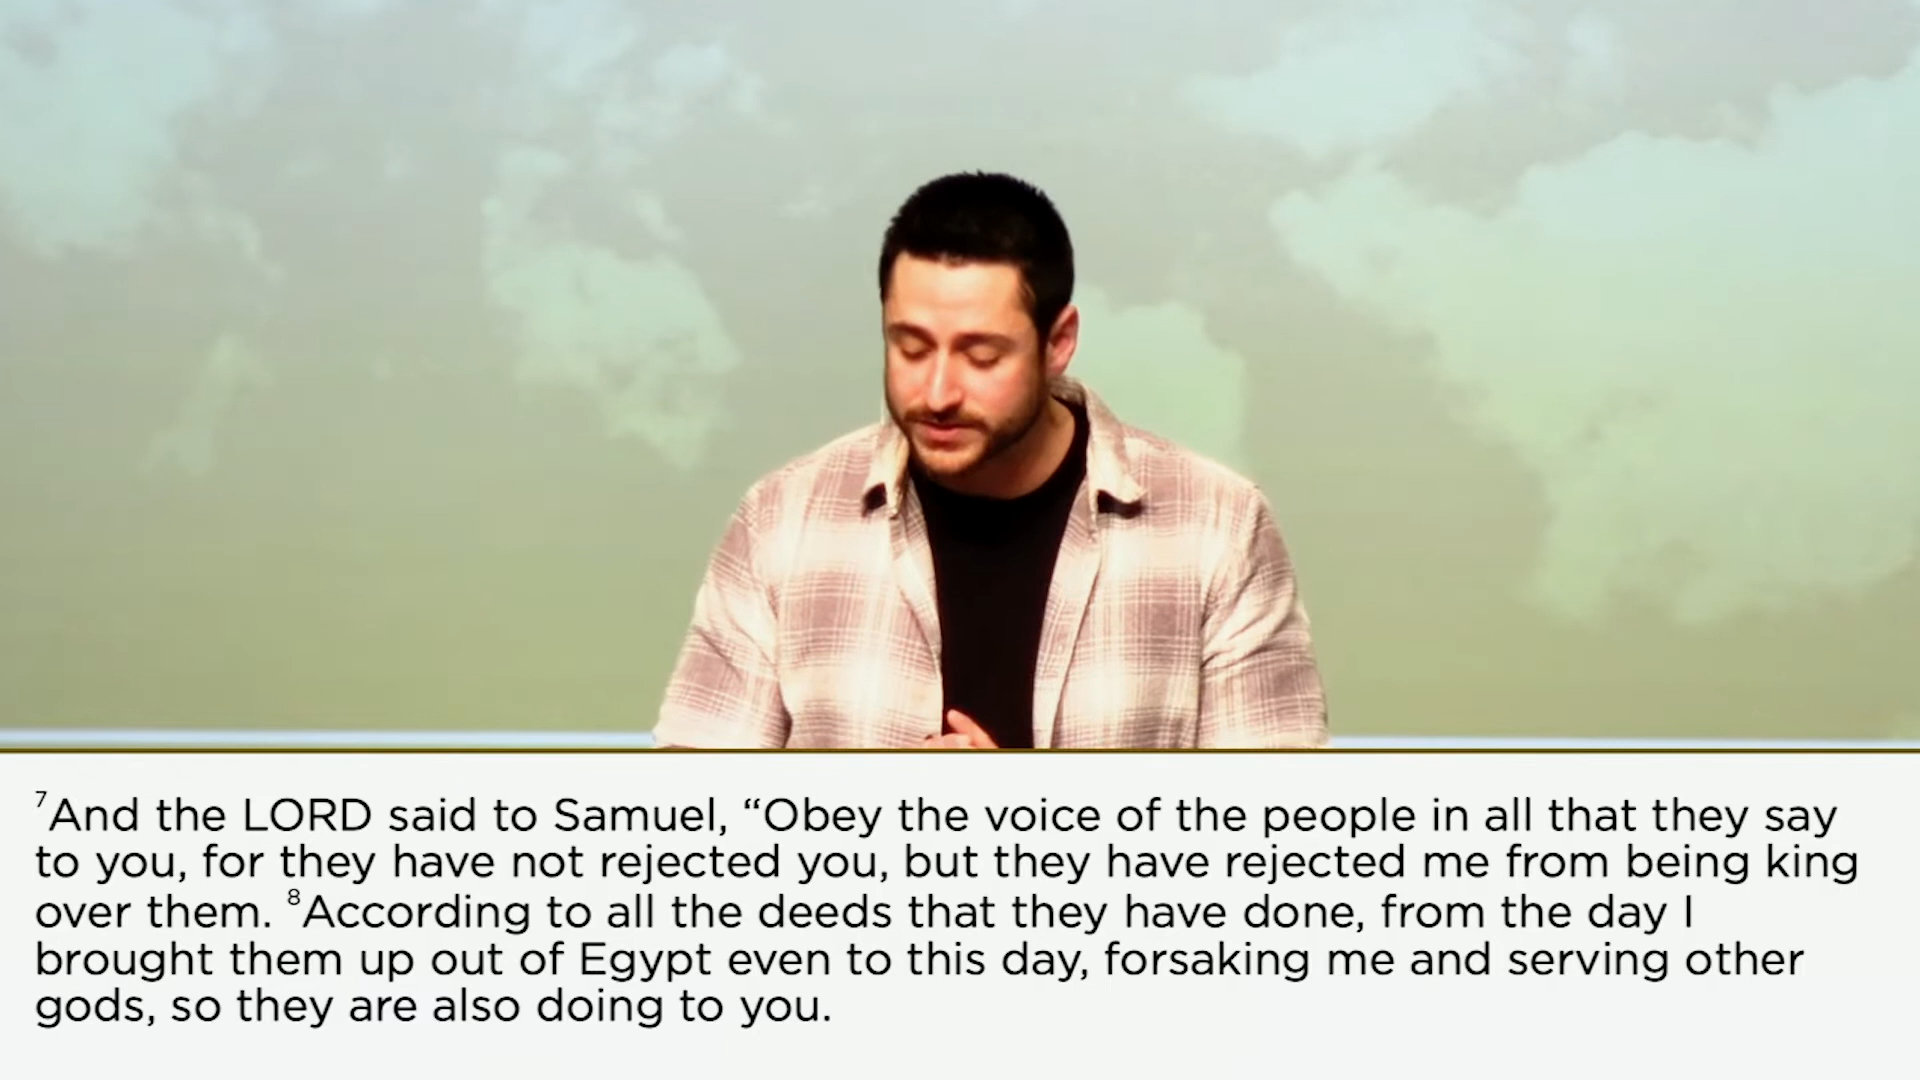 ⁷And the LORD said to Samuel, “Obey the voice of the people in all that they say
to you, for they have not rejected you, but they have rejected me from being king
over them. ⁸According to all the deeds that they have done, from the day I
brought them up out of Egypt even to this day, forsaking me and serving other
gods, so they are also doing to you.